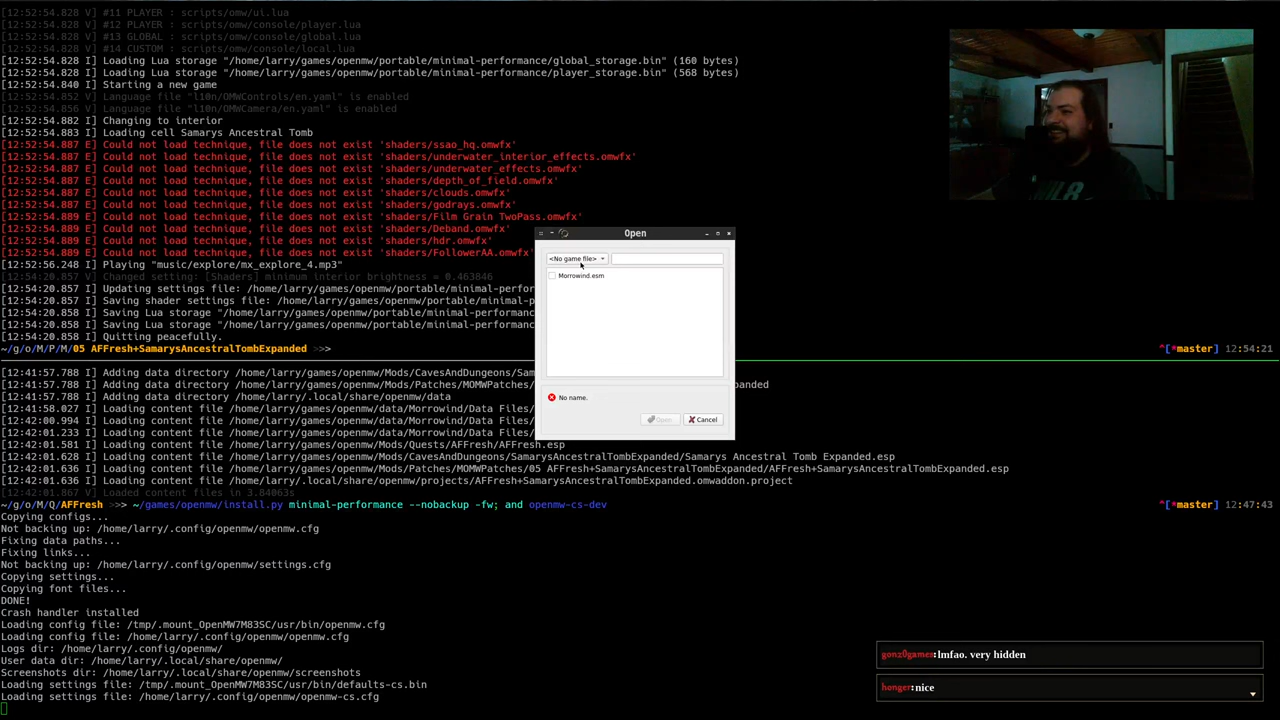 [12:52:54.828 V] #11 PLAYER : scripts/omw/ui.lua
[12:52:54.828 V] #12 PLAYER : scripts/omw/console/player.lua
[12:52:54.828 V] #13 GLOBAL : scripts/omw/console/global.lua
[12:52:54.828 V] #14 CUSTOM : scripts/omw/console/local.lua
[12:52:54.828 I] Loading Lua storage "/home/larry/games/openmw/portable/minimal-performance/global_storage.bin" (160 bytes)
[12:52:54.828 I] Loading Lua storage "/home/larry/games/openmw/portable/minimal-performance/player_storage.bin" (568 bytes)
[12:52:54.840 I] Starting a new game
[12:52:54.852 V] Language file "l10n/OMWControls/en.yaml" is enabled
[12:52:54.856 V] Language file "l10n/OMWCamera/en.yaml" is enabled
[12:52:54.882 I] Changing to interior
[12:52:54.883 I] Loading cell Samarys Ancestral Tomb
[12:52:54.887 E] Could not load technique, file does not exist 'shaders/ssao_hq.omwfx'
[12:52:54.887 E] Could not load technique, file does not exist 'shaders/underwater_interior_effects.omwfx'
[12:52:54.887 E] Could not load technique, file does not exist 'shaders/underwater_effects.omwfx'
[12:52:54.887 E] Could not load technique, file does not exist 'shaders/depth_of_field.omwfx'
[12:52:54.887 E] Could not load technique, file does not exist 'shaders/clouds.omwfx'
[12:52:54.887 E] Could not load technique, file does not exist 'shaders/godrays.omwfx'
[12:52:54.889 E] Could not load technique, file does not exist 'shaders/Film Grain TwoPass.omwfx'
[12:52:54.889 E] Could not load technique, file does not exist 'shaders/Deband.omwfx'
[12:52:54.889 E] Could not load technique, file does not exist 'shaders/hdr.omwfx'
[12:52:54.889 E] Could not load technique, file does not exist 'shaders/FollowerAA.omwfx'
[12:52:56.248 I] Playing "music/explore/mx_explore_4.mp3"
[12:54:20.857 V] Changed setting: [Shaders] minimum interior brightness = 0.463846
[12:54:20.857 I] Updating settings file: /home/larry/games/openmw/portable/minimal-perfor
[12:54:20.858 I] Saving shader settings file: /home/larry/games/openmw/portable/minimal-p
[12:54:20.858 I] Saving Lua storage "/home/larry/games/openmw/portable/minimal-performanc
[12:54:20.858 I] Saving Lua storage "/home/larry/games/openmw/portable/minimal-performanc
[12:54:20.858 I] Quitting peacefully.
~/g/o/M/P/M/05 AFFresh+SamarysAncestralTombExpanded >>> ^[*master] 12:54:21
Open
<No game file>
Morrowind.esm
No name.
Open
Cancel
[12:41:57.788 I] Adding data directory /home/larry/games/openmw/Mods/CavesAndDungeons/Sam
[12:41:57.788 I] Adding data directory /home/larry/games/openmw/Mods/Patches/MOMWPatches/ panded
[12:41:57.788 I] Adding data directory /home/larry/.local/share/openmw/data
[12:41:58.027 I] Loading content file /home/larry/games/openmw/data/Morrowind/Data Files/
[12:42:00.994 I] Loading content file /home/larry/games/openmw/data/Morrowind/Data Files/
[12:42:01.233 I] Loading content file /home/larry/games/openmw/data/Morrowind/Data Files/
[12:42:01.581 I] Loading content file /home/larry/games/openmw/Mods/Quests/AFFresh/AFFresh.esp
[12:42:01.628 I] Loading content file /home/larry/games/openmw/Mods/CavesAndDungeons/SamarysAncestralTombExpanded/Samarys Ancestral Tomb Expanded.esp
[12:42:01.636 I] Loading content file /home/larry/games/openmw/Mods/Patches/MOMWPatches/05 AFFresh+SamarysAncestralTombExpanded/AFFresh+SamarysAncestralTombExpanded.esp
[12:42:01.636 I] Loading content file /home/larry/.local/share/openmw/projects/AFFresh+SamarysAncestralTombExpanded.omwaddon.project
[12:42:01.867 V] Loaded content files in 3.84063s
~/g/o/M/Q/AFFresh >>> ~/games/openmw/install.py minimal-performance --nobackup -fw; and openmw-cs-dev ^[*master] 12:47:43
Copying configs...
Not backing up: /home/larry/.config/openmw/openmw.cfg
Fixing data paths...
Fixing links...
Not backing up: /home/larry/.config/openmw/settings.cfg
Copying settings...
Copying font files...
DONE!
Crash handler installed
Loading config file: /tmp/.mount_OpenMW7M83SC/usr/bin/openmw.cfg
Loading config file: /home/larry/.config/openmw/openmw.cfg
Logs dir: /home/larry/.config/openmw/
User data dir: /home/larry/.local/share/openmw/
Screenshots dir: /home/larry/.local/share/openmw/screenshots
Loading settings file: /tmp/.mount_OpenMW7M83SC/usr/bin/defaults-cs.bin
Loading settings file: /home/larry/.config/openmw/openmw-cs.cfg
gonz0games: lmfao. very hidden
hanger: nice